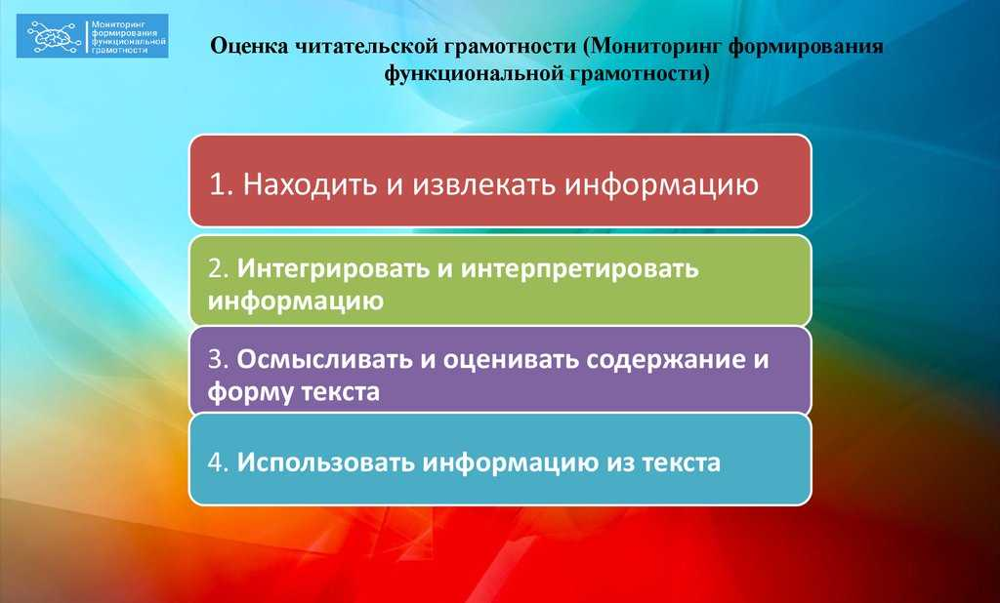 Мониторинг
формирования
функциональной
грамотности
Оценка читательской грамотности (Мониторинг формирования
функциональной грамотности)
1. Находить и извлекать информацию
2. Интегрировать и интерпретировать
информацию
3. Осмысливать и оценивать содержание и
форму текста
4. Использовать информацию из текста